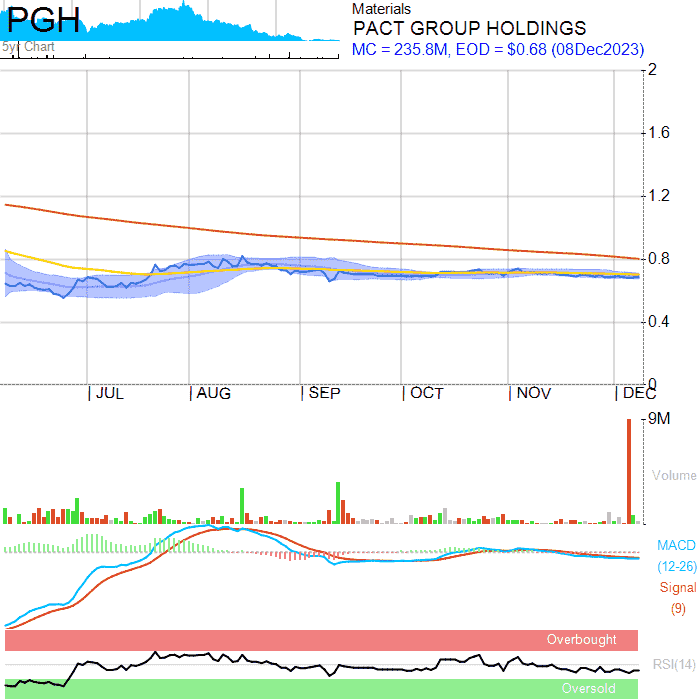 PGH
5yr Chart
Materials
PACT GROUP HOLDINGS
MC = 235.8M, EOD = $0.68 (08Dec2023)
2
1.6
1.2
0.8
0.4
0
JUL AUG SEP OCT NOV DEC
9M
Volume
MACD
(12-26)
Signal
(9)
Overbought
RSI(14)
Oversold